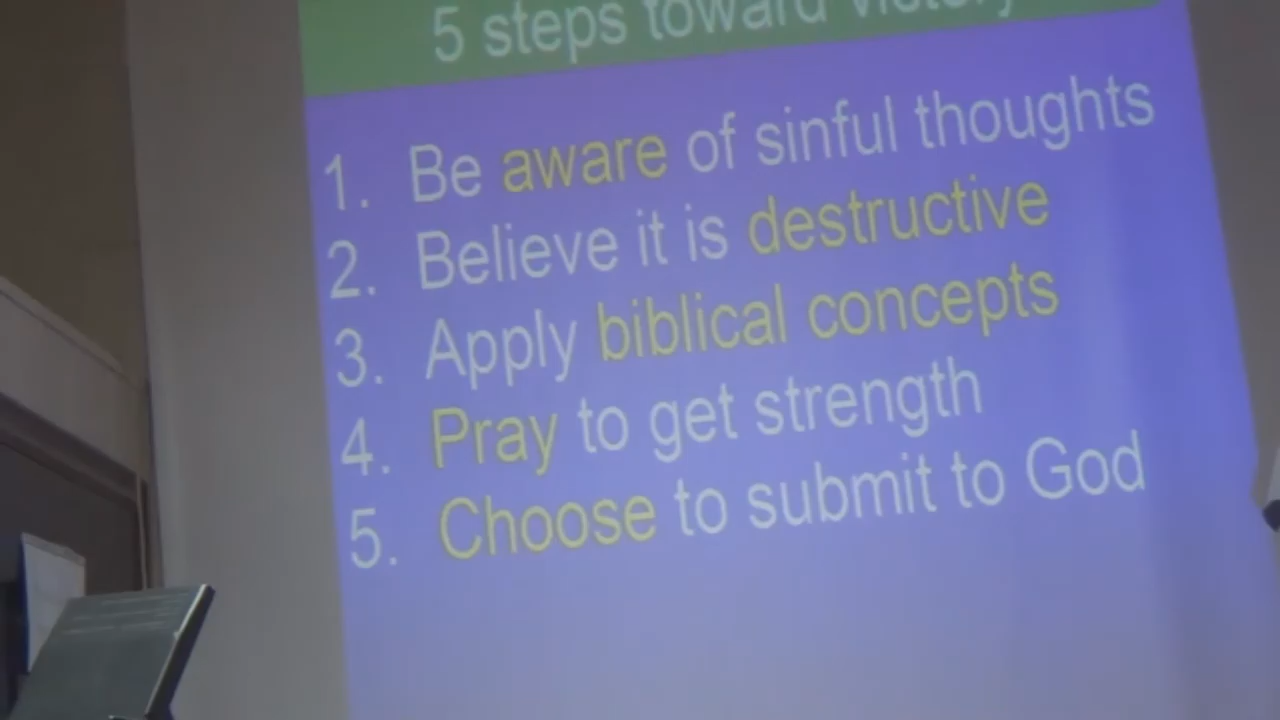 5 steps toward victory
1. Be aware of sinful thoughts
2. Believe it is destructive
3. Apply biblical concepts
4. Pray to get strength
5. Choose to submit to God